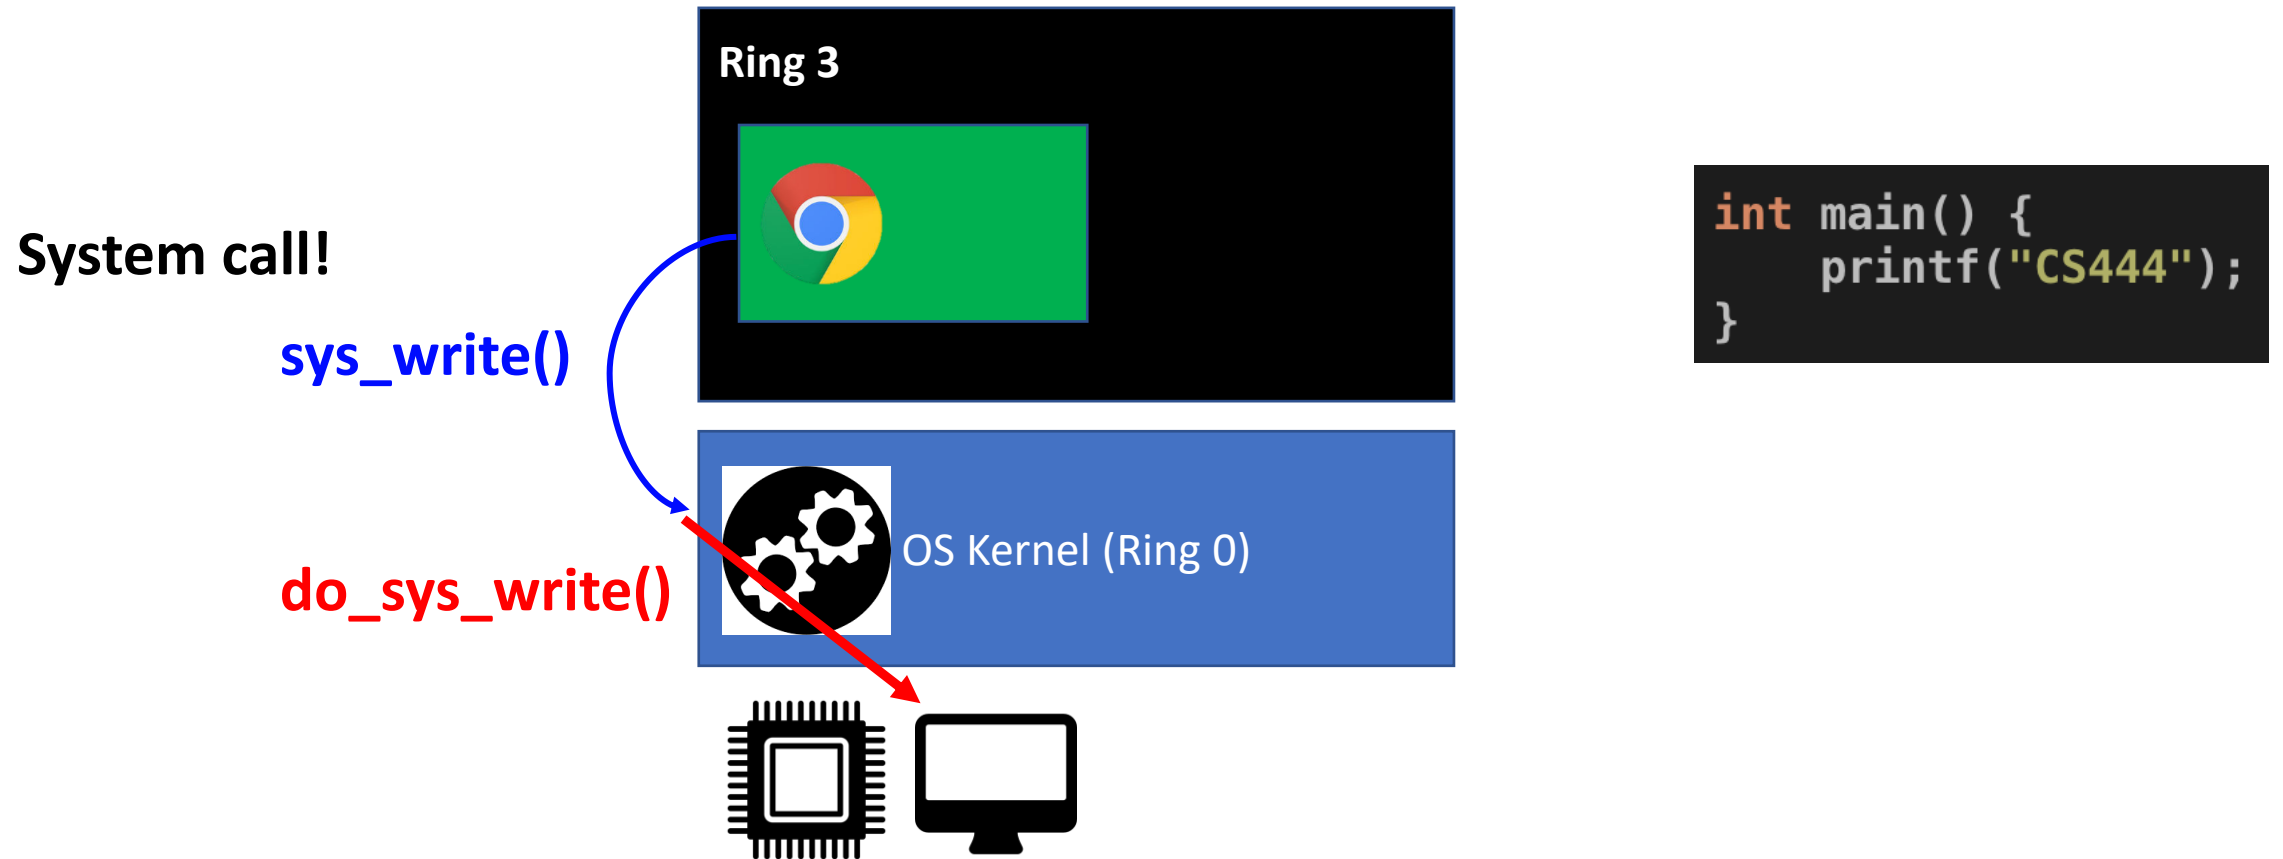 Ring 3
System call!
sys_write()
do_sys_write()
OS Kernel (Ring 0)
int main() {
    printf("CS444");
}